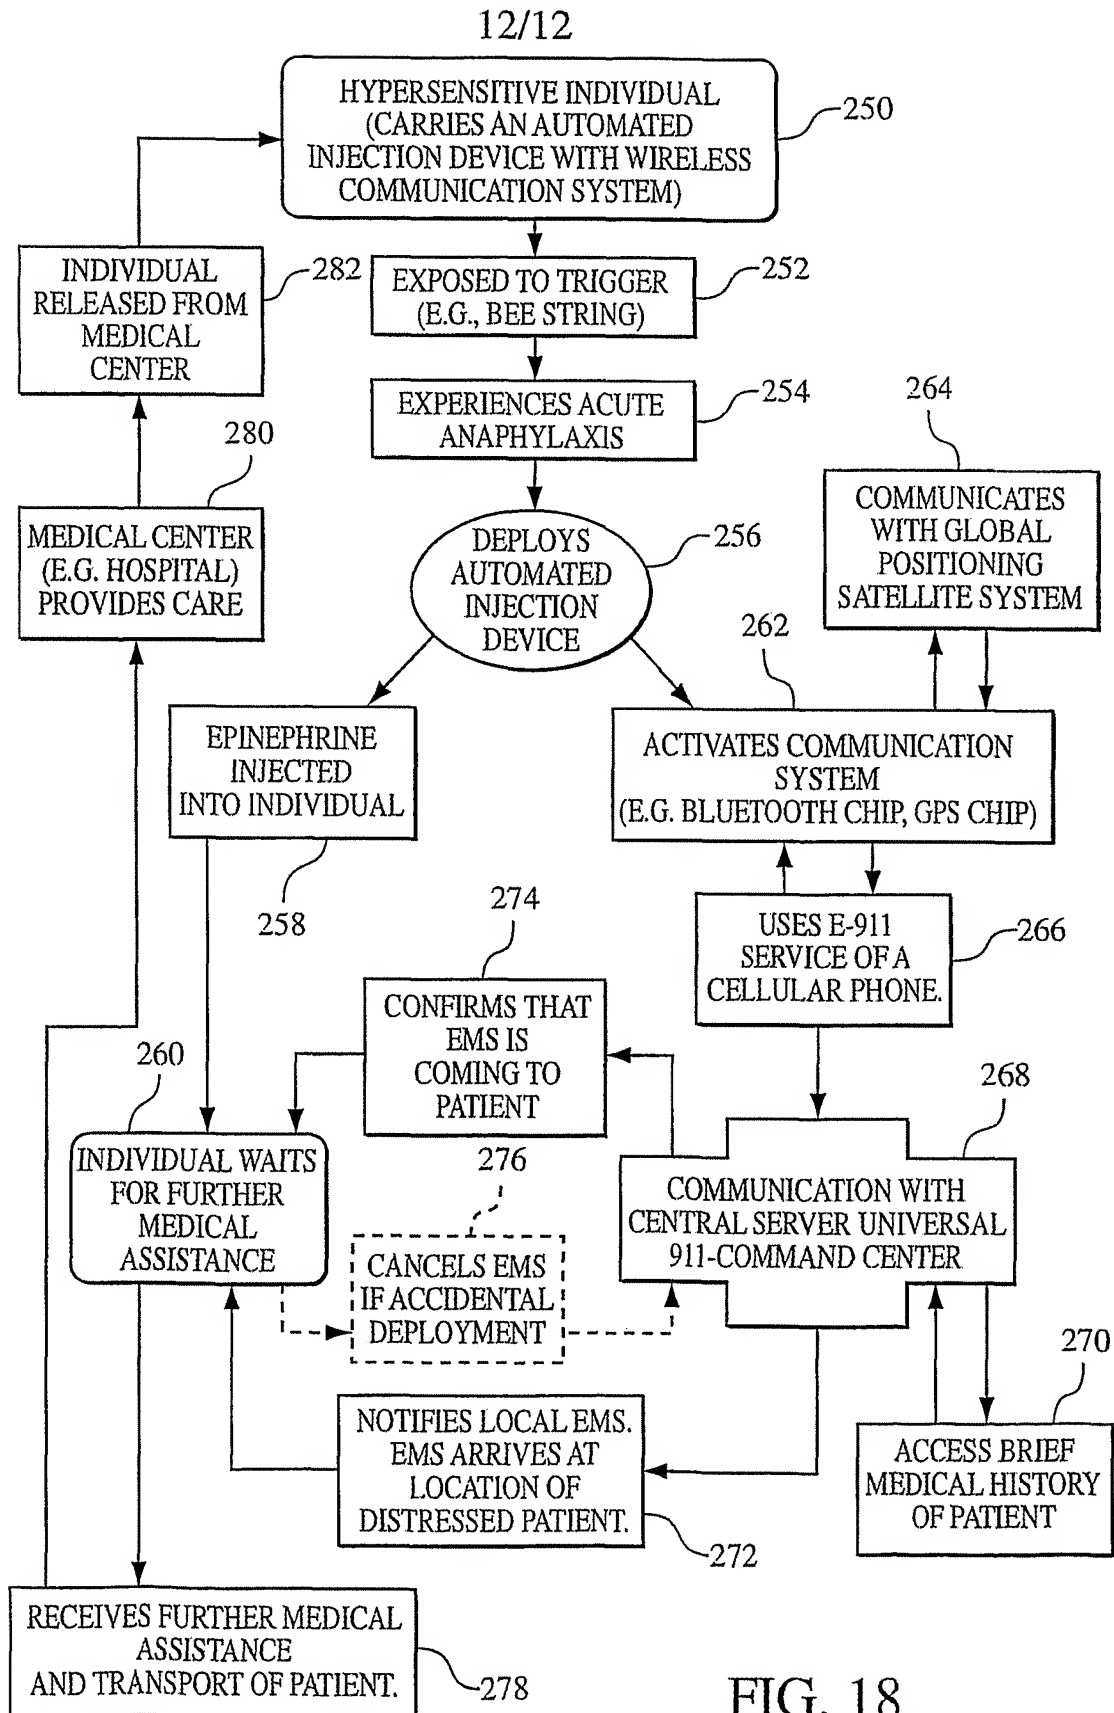 12/12
HYPERSENSITIVE INDIVIDUAL
(CARRIES AN AUTOMATED
INJECTION DEVICE WITH WIRELESS
COMMUNICATION SYSTEM)
250
INDIVIDUAL
RELEASED FROM
MEDICAL
CENTER
282
EXPOSED TO TRIGGER
(E.G., BEE STRING)
252
EXPERIENCES ACUTE
ANAPHYLAXIS
254
264
280
COMMUNICATES
WITH GLOBAL
POSITIONING
SATELLITE SYSTEM
MEDICAL CENTER
(E.G. HOSPITAL)
PROVIDES CARE
DEPLOYS
AUTOMATED
INJECTION
DEVICE
256
262
EPINEPHRINE
INJECTED
INTO INDIVIDUAL
258
ACTIVATES COMMUNICATION
SYSTEM
(E.G. BLUETOOTH CHIP, GPS CHIP)
274
USES E-911
SERVICE OF A
CELLULAR PHONE.
266
CONFIRMS THAT
EMS IS
COMING TO
PATIENT
260
268
INDIVIDUAL WAITS
FOR FURTHER
MEDICAL
ASSISTANCE
276
CANCELS EMS
IF ACCIDENTAL
DEPLOYMENT
COMMUNICATION WITH
CENTRAL SERVER UNIVERSAL
911-COMMAND CENTER
270
NOTIFIES LOCAL EMS.
EMS ARRIVES AT
LOCATION OF
DISTRESSED PATIENT.
272
ACCESS BRIEF
MEDICAL HISTORY
OF PATIENT
RECEIVES FURTHER MEDICAL
ASSISTANCE
AND TRANSPORT OF PATIENT.
278
FIG. 18